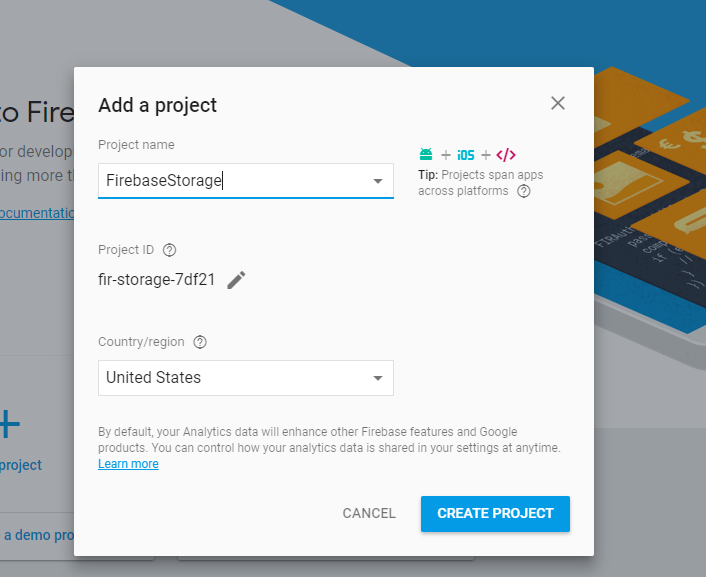 Add a project
Project name
FirebaseStorage
+ iOS + </>
Tip: Projects span apps
across platforms
Project ID
fir-storage-7df21
Country/region
United States
By default, your Analytics data will enhance other Firebase features and Google
products. You can control how your analytics data is shared in your settings at anytime.
Learn more
CANCEL
CREATE PROJECT
to Fire
or develop
ing more
project
a demo pro